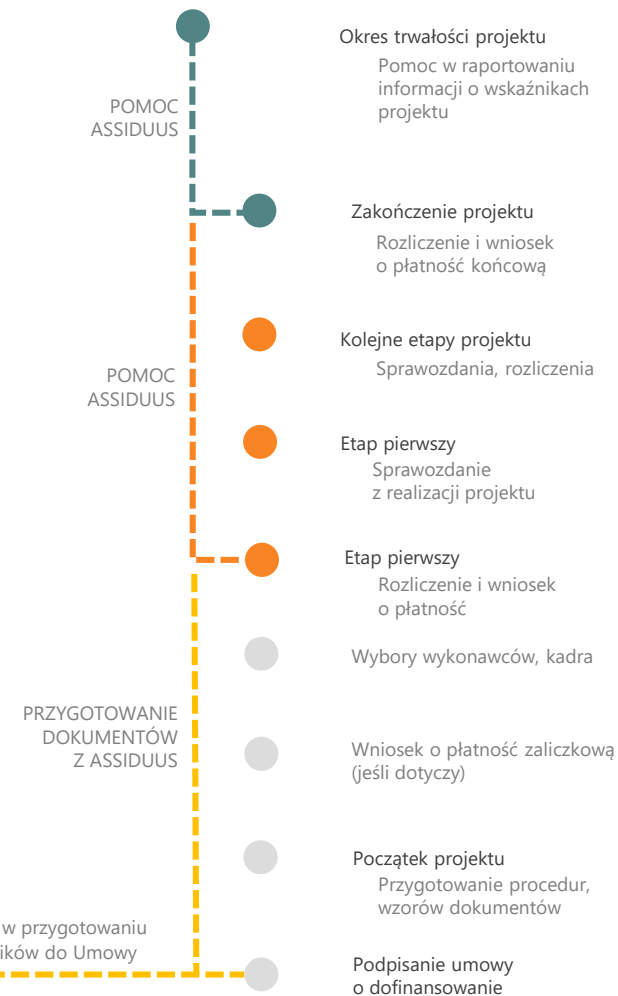 Okres trwałości projektu
Pomoc w raportowaniu
informacji o wskaźnikach
projektu
POMOC
ASSIDUUS
Zakończenie projektu
Rozliczenie i wniosek
o płatność końcową
Kolejne etapy projektu
Sprawozdania, rozliczenia
POMOC
ASSIDUUS
Etap pierwszy
Sprawozdanie
z realizacji projektu
Etap pierwszy
Rozliczenie i wniosek
o płatność
Wybory wykonawców, kadra
PRZYGOTOWANIE
DOKUMENTÓW
Z ASSIDUUS
Wniosek o płatność zaliczkową
(jeśli dotyczy)
Początek projektu
Przygotowanie procedur,
wzorów dokumentów
w przygotowaniu
ików do Umowy
Podpisanie umowy
o dofinansowanie